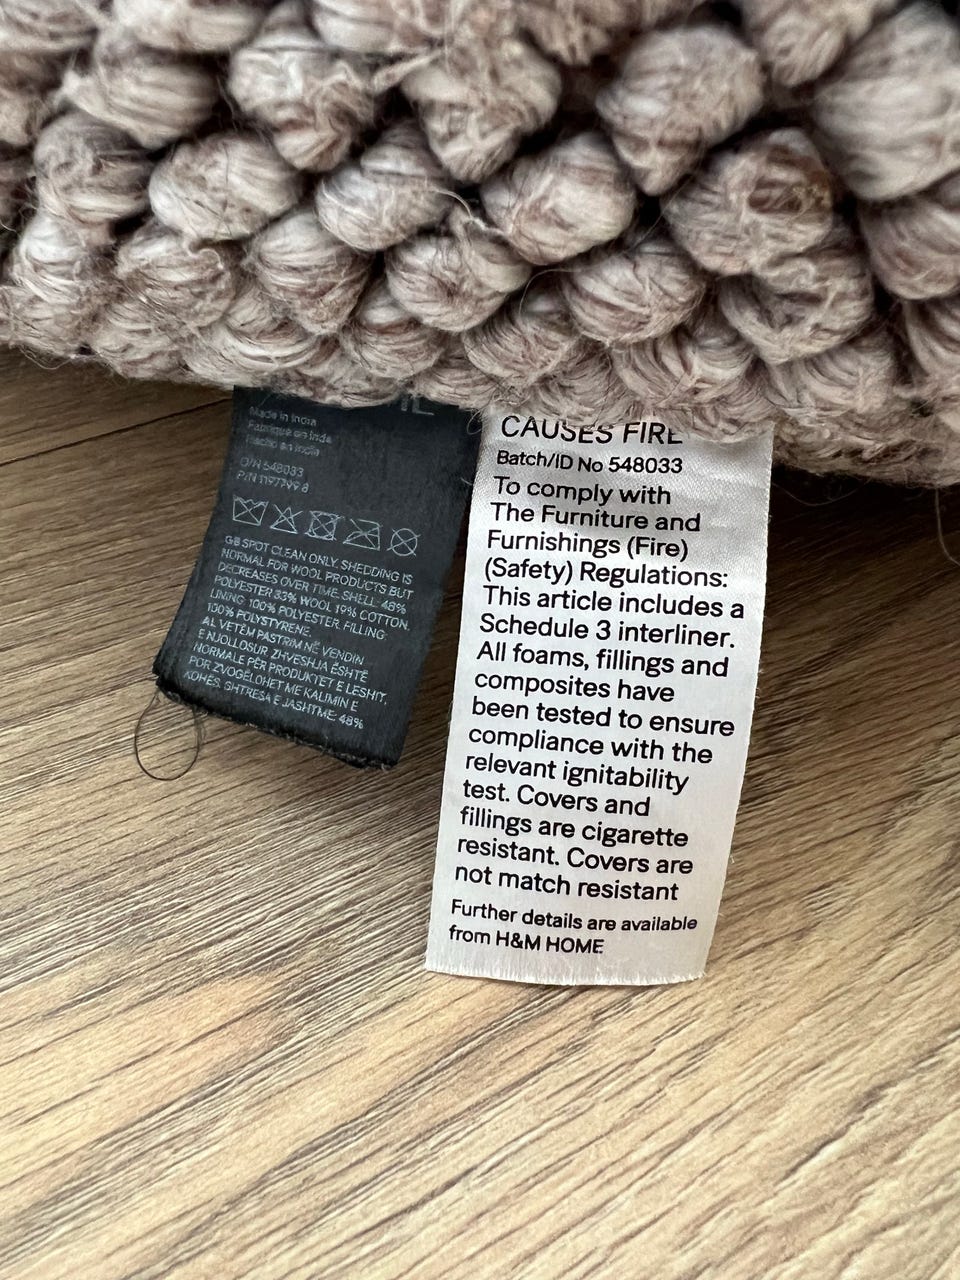 Made in India
Fabriqué en Inde
Hecho en India
O/N 548033
P/N 1197799 8
GB SPOT CLEAN ONLY. SHEDDING IS
NORMAL FOR WOOL PRODUCTS BUT
DECREASES OVER TIME. SHELL: 48%
POLYESTER 33% WOOL 19% COTTON.
LINING: 100% POLYESTER. FILLING:
100% POLYSTYRENE.
AL VETËM PASTRIM NË VENDIN
E NJOLLOSUR. ZHVESHJA ËSHTË
NORMALE PËR PRODUKTET E LESHIT,
POR ZVOGËLOHET ME KALIMIN E
KOHËS. SHTRESA E JASHTME: 48%
CAUSES FIRE
Batch/ID No 548033
To comply with
The Furniture and
Furnishings (Fire)
(Safety) Regulations:
This article includes a
Schedule 3 interliner.
All foams, fillings and
composites have
been tested to ensure
compliance with the
relevant ignitability
test. Covers and
fillings are cigarette
resistant. Covers are
not match resistant
Further details are available
from H&M HOME